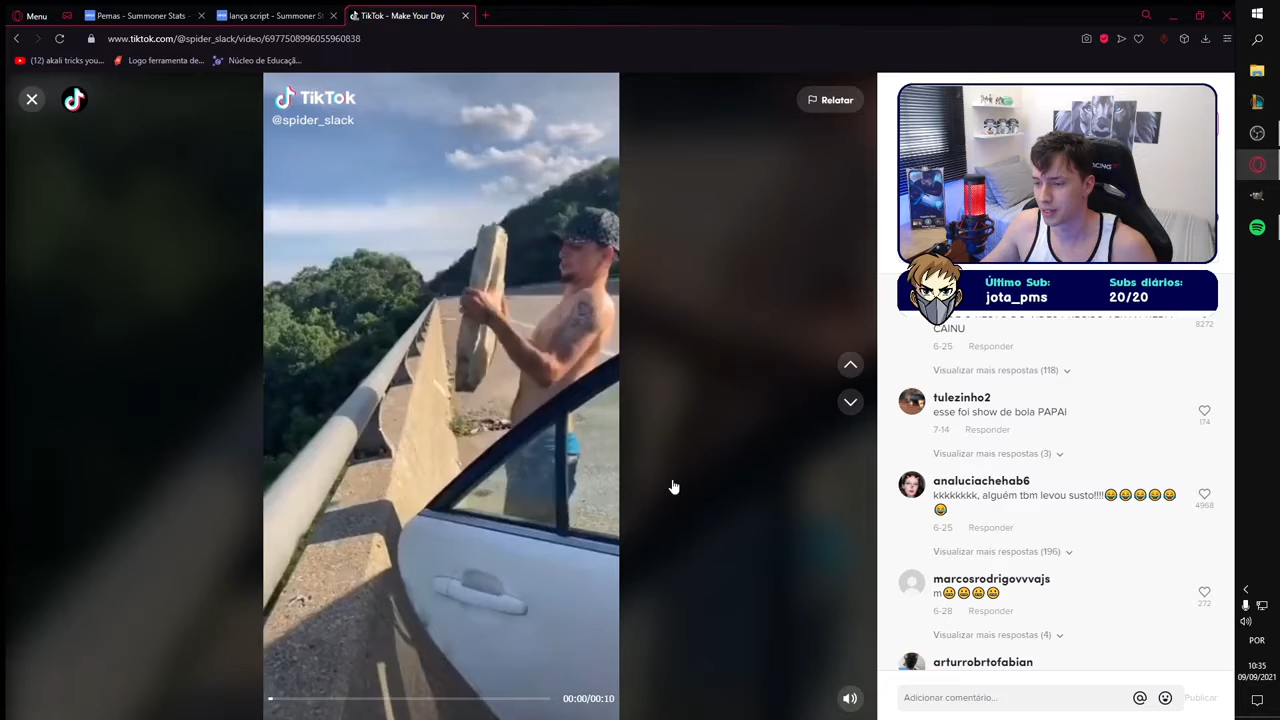 Menu
Pemas - Summoner Stats -
lança script - Summoner S
TikTok - Make Your Day
www.tiktok.com/@spider_slack/video/6977508996055960838
(12) akali tricks you...
Logo ferramenta de...
Núcleo de Educaçã...
TikTok
@spider_slack
Relatar
RACING
Último Sub:
Subs diários:
jota_pms
20/20
CAINU
8272
6-25
Responder
Visualizar mais respostas (118)
tulezinho2
esse foi show de bola PAPAI
174
7-14
Responder
Visualizar mais respostas (3)
analuciachehab6
kkkkkkkk, alguém tbm levou susto!!!!😂😂😂😂😂
😂
4968
6-25
Responder
Visualizar mais respostas (196)
marcosrodrigovvvajs
m😄😄😄😄
272
6-28
Responder
Visualizar mais respostas (4)
arturrobrtofabian
00:00/00:10
Adicionar comentário...
Publicar
POR
10:35
09/09/2021